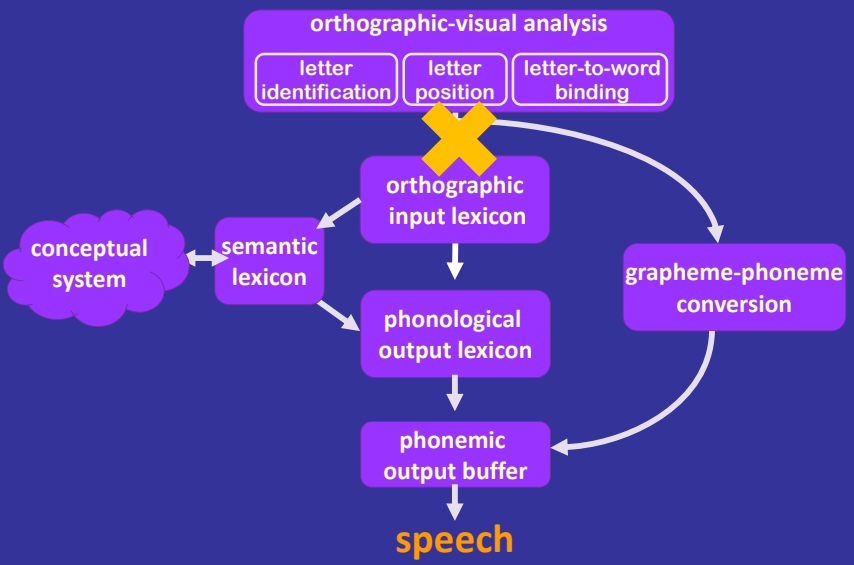 orthographic-visual analysis
letter
identification
letter
position
letter-to-word
binding
orthographic
input lexicon
conceptual
system
semantic
lexicon
grapheme-phoneme
conversion
phonological
output lexicon
phonemic
output buffer
speech